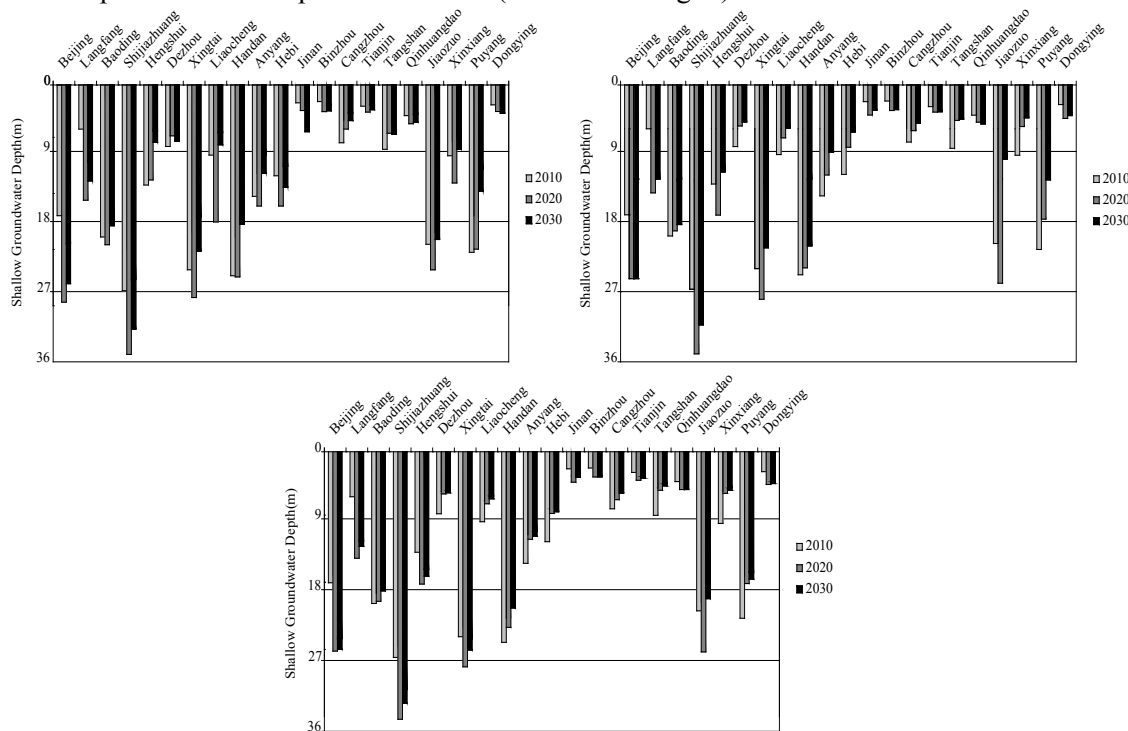 Beijing
Langfang
Baoding
Shijiazhuang
Hengshui
Dezhou
Xingtai
Liaocheng
Handan
Anyang
Hebi
Jinan
Binzhou
Cangzhou
Tianjin
Tangshan
Qinhuangdao
Jiaozuo
Xinxiang
Puyang
Dongying
Shallow Groundwater Depth(m)
0
9
18
27
36
2010
2020
2030
Beijing
Langfang
Baoding
Shijiazhuang
Hengshui
Dezhou
Xingtai
Liaocheng
Handan
Anyang
Hebi
Jinan
Binzhou
Cangzhou
Tianjin
Tangshan
Qinhuangdao
Jiaozuo
Xinxiang
Puyang
Dongying
Shallow Groundwater Depth(m)
0
9
18
27
36
2010
2020
2030
Beijing
Langfang
Baoding
Shijiazhuang
Hengshui
Dezhou
Xingtai
Liaocheng
Handan
Anyang
Hebi
Jinan
Binzhou
Cangzhou
Tianjin
Tangshan
Qinhuangdao
Jiaozuo
Xinxiang
Puyang
Dongying
Shallow Groundwater Depth(m)
0
9
18
27
36
2010
2020
2030